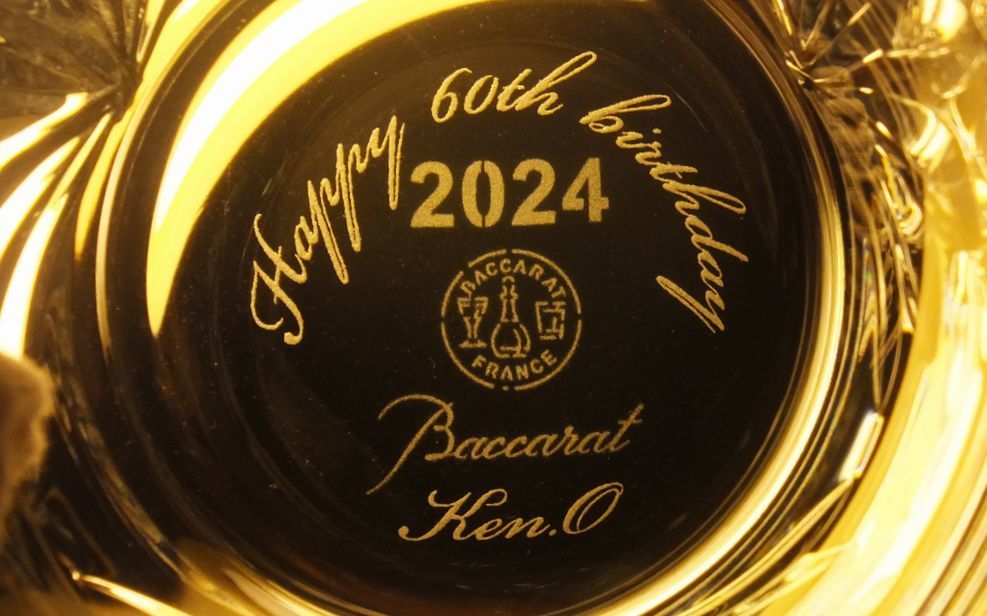 Happy 60th birthday
2024
BACCARAT
FRANCE
Baccarat
Ken.O